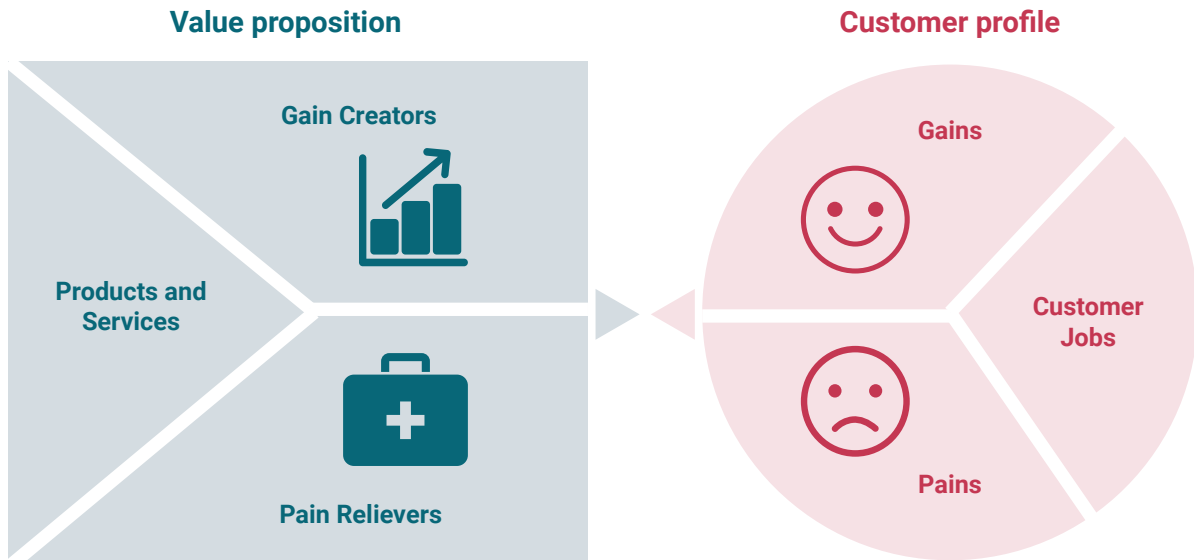 Value proposition
Gain Creators
Products and
Services
Pain Relievers
Customer profile
Gains
Customer
Jobs
Pains